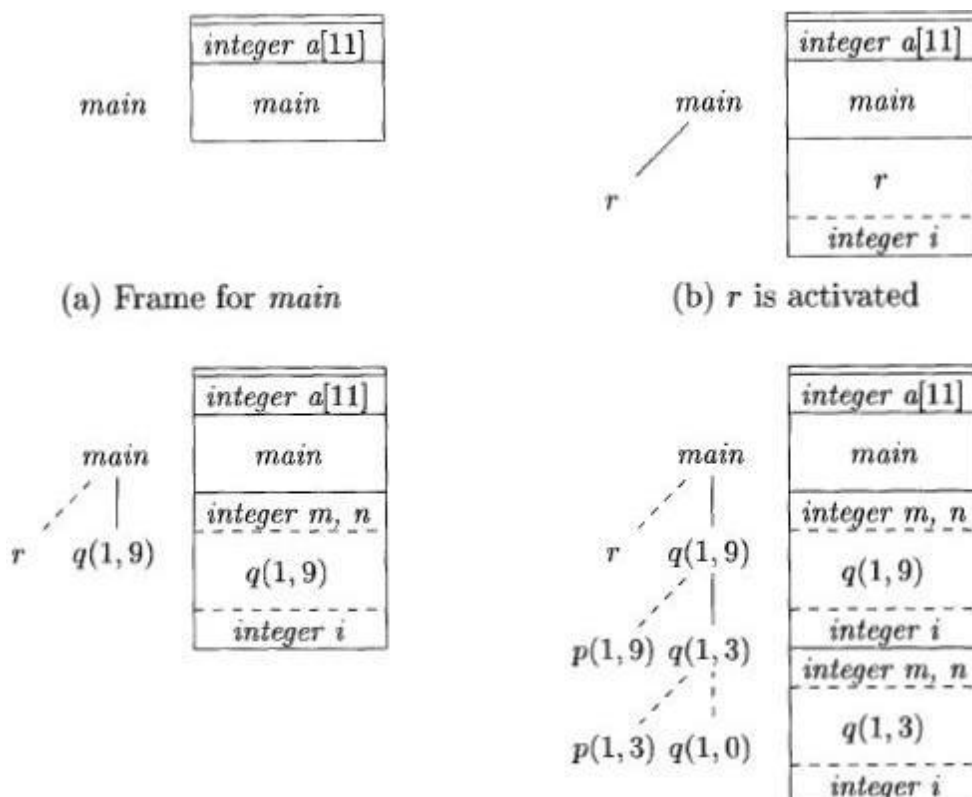 integer a[11]
main
main
integer a[11]
main
main
r
r
integer i
(a) Frame for main
(b) r is activated
integer a[11]
main
main
integer m, n
r
q(1, 9)
q(1, 9)
integer i
integer a[11]
main
main
integer m, n
r
q(1, 9)
q(1, 9)
integer i
p(1, 9) q(1, 3)
integer m, n
q(1, 3)
p(1, 3) q(1, 0)
integer i